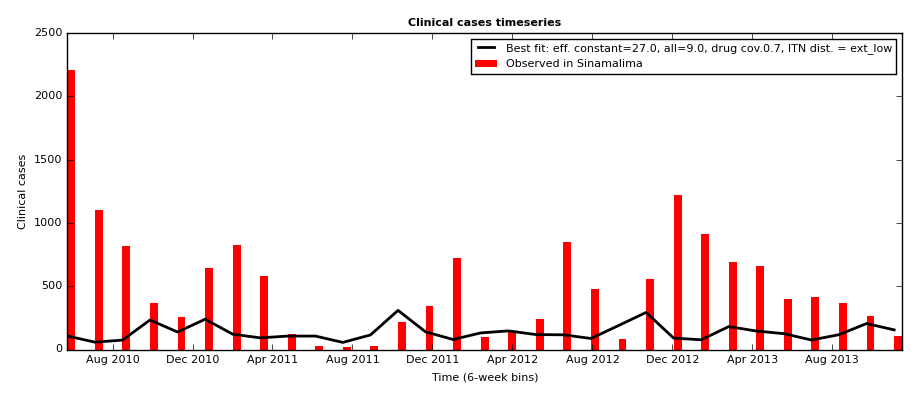 Clinical cases timeseries
Best fit: eff. constant=27.0, all=9.0, drug cov.0.7, ITN dist. = ext_low
Observed in Sinamalima
Clinical cases
2500
2000
1500
1000
500
0
Aug 2010 Dec 2010 Apr 2011 Aug 2011 Dec 2011 Apr 2012 Aug 2012 Dec 2012 Apr 2013 Aug 2013
Time (6-week bins)